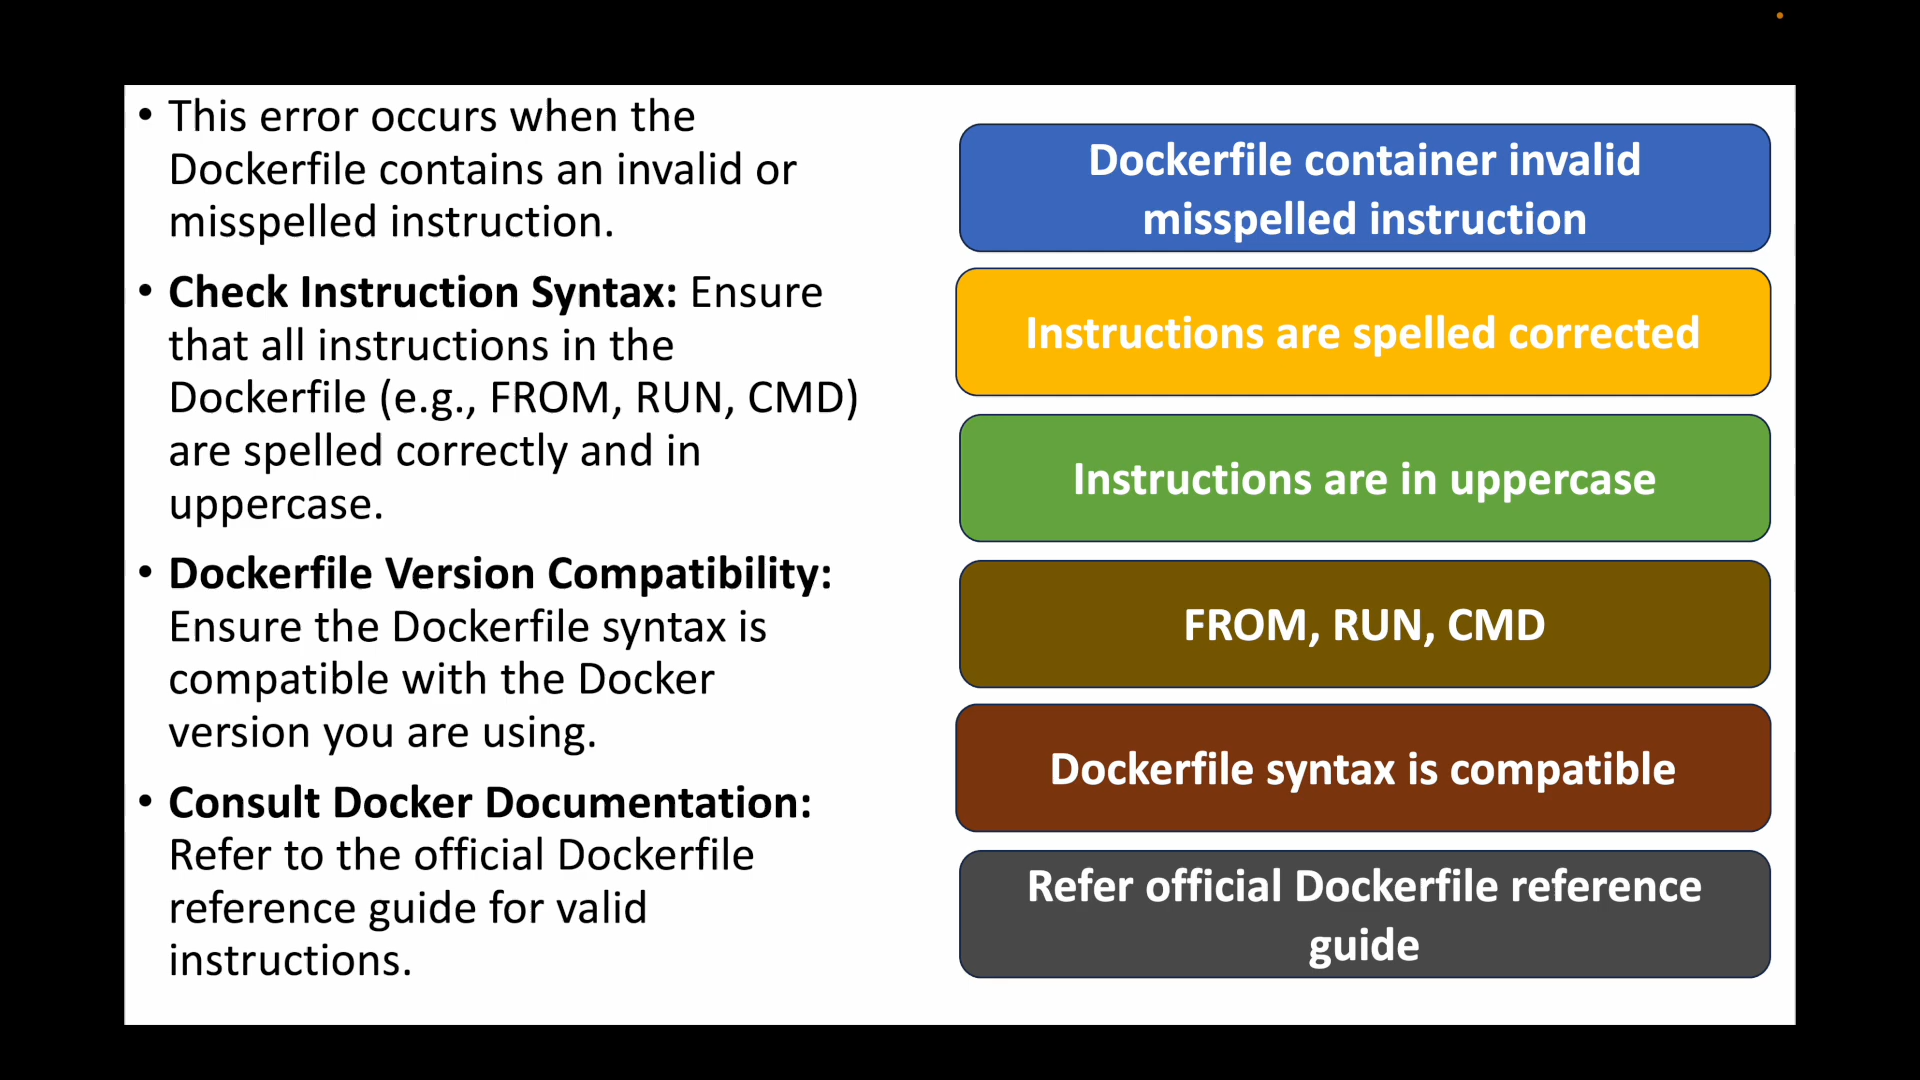 • This error occurs when the
Dockerfile contains an invalid or
misspelled instruction.
• Check Instruction Syntax: Ensure
that all instructions in the
Dockerfile (e.g., FROM, RUN, CMD)
are spelled correctly and in
uppercase.
• Dockerfile Version Compatibility:
Ensure the Dockerfile syntax is
compatible with the Docker
version you are using.
• Consult Docker Documentation:
Refer to the official Dockerfile
reference guide for valid
instructions.
Dockerfile container invalid
misspelled instruction
Instructions are spelled corrected
Instructions are in uppercase
FROM, RUN, CMD
Dockerfile syntax is compatible
Refer official Dockerfile reference
guide